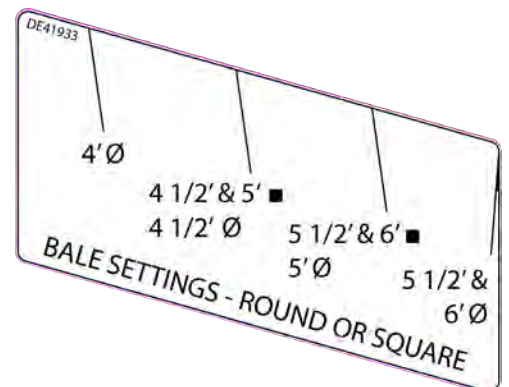 DE41933
4' Ø
4 1/2' & 5' ■
4 1/2' Ø
5 1/2' & 6' ■
5' Ø
5 1/2' &
6' Ø
BALE SETTINGS - ROUND OR SQUARE